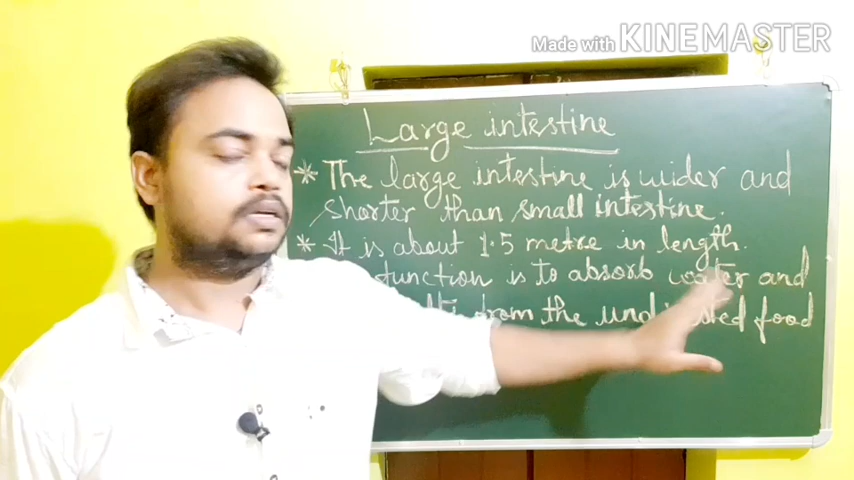 Made with KINEMASTER
Large intestine
* The large intestine is wider and
shorter than small intestine.
* It is about 1.5 metre in length.
function is to absorb water and
from the food